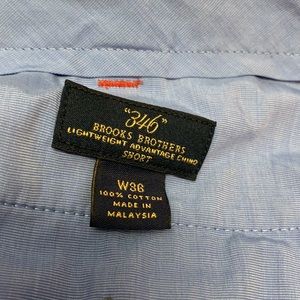 "346"
BROOKS BROTHERS
LIGHTWEIGHT ADVANTAGE CHINO
SHORT
W36
100% COTTON
MADE IN
MALAYSIA